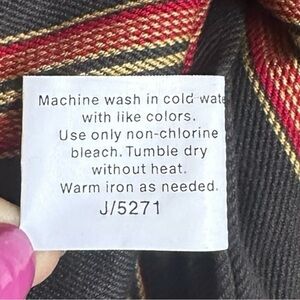 Machine wash in cold wate
with like colors.
Use only non-chlorine
bleach. Tumble dry
without heat.
Warm iron as needed.
J/5271